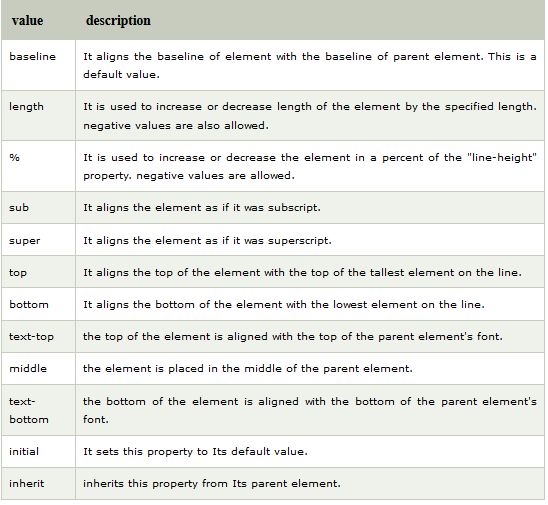 value description
baseline It aligns the baseline of element with the baseline of parent element. This is a
default value.
length It is used to increase or decrease length of the element by the specified length.
negative values are also allowed.
% It is used to increase or decrease the element in a percent of the "line-height"
property. negative values are allowed.
sub It aligns the element as if it was subscript.
super It aligns the element as if it was superscript.
top It aligns the top of the element with the top of the tallest element on the line.
bottom It aligns the bottom of the element with the lowest element on the line.
text-top the top of the element is aligned with the top of the parent element's font.
middle the element is placed in the middle of the parent element.
text- the bottom of the element is aligned with the bottom of the parent element's
bottom font.
initial It sets this property to Its default value.
inherit inherits this property from Its parent element.